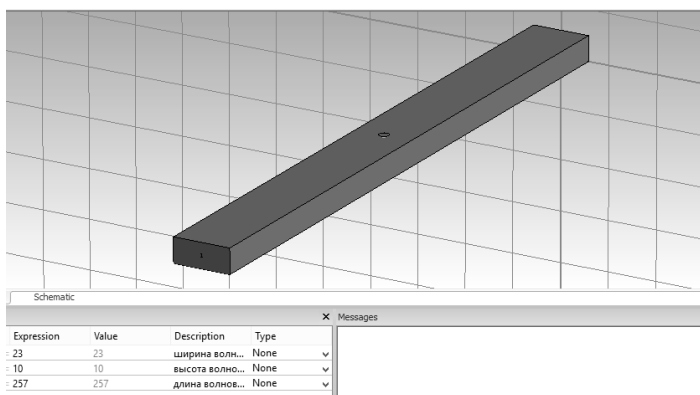 1
Schematic
× Messages
Expression Value Description Type
= 23 23 ширина волн... None
= 10 10 высота волно... None
= 257 257 длина волнов... None